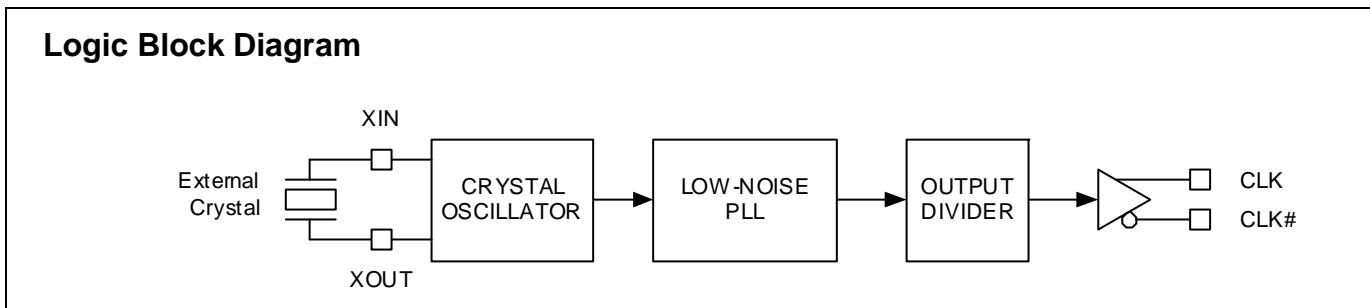 Logic Block Diagram
XIN
External
Crystal
XOUT
CRYSTAL
OSCILLATOR
LOW-NOISE
PLL
OUTPUT
DIVIDER
CLK
CLK#